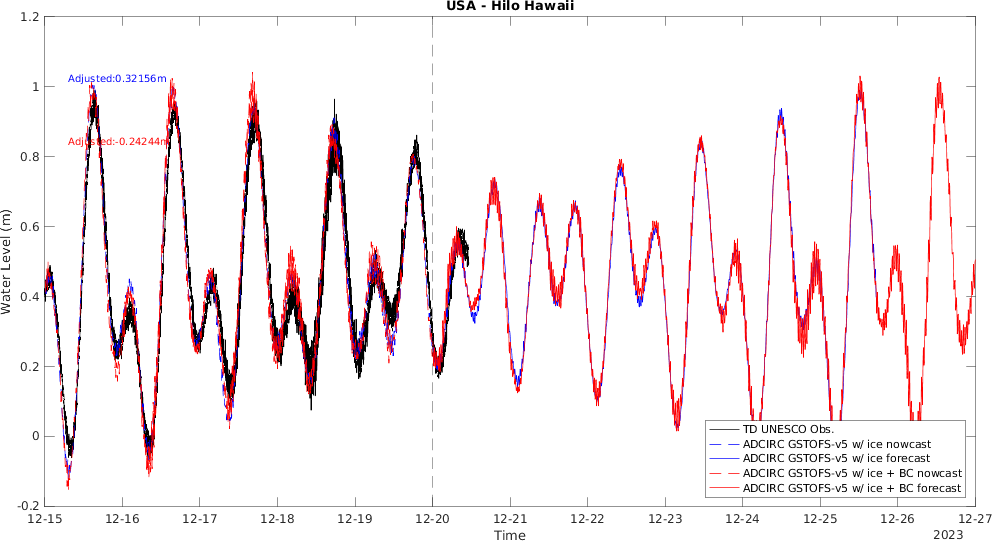 USA - Hilo Hawaii
1.2
1
0.8
0.6
0.4
0.2
0
-0.2
Water Level (m)
Adjusted:0.32156m
Adjusted:-0.24244m
TD UNESCO Obs.
ADCIRC GSTOFS-v5 w/ ice nowcast
ADCIRC GSTOFS-v5 w/ ice forecast
ADCIRC GSTOFS-v5 w/ ice + BC nowcast
ADCIRC GSTOFS-v5 w/ ice + BC forecast
12-15 12-16 12-17 12-18 12-19 12-20 12-21 12-22 12-23 12-24 12-25 12-26 12-27
Time
2023